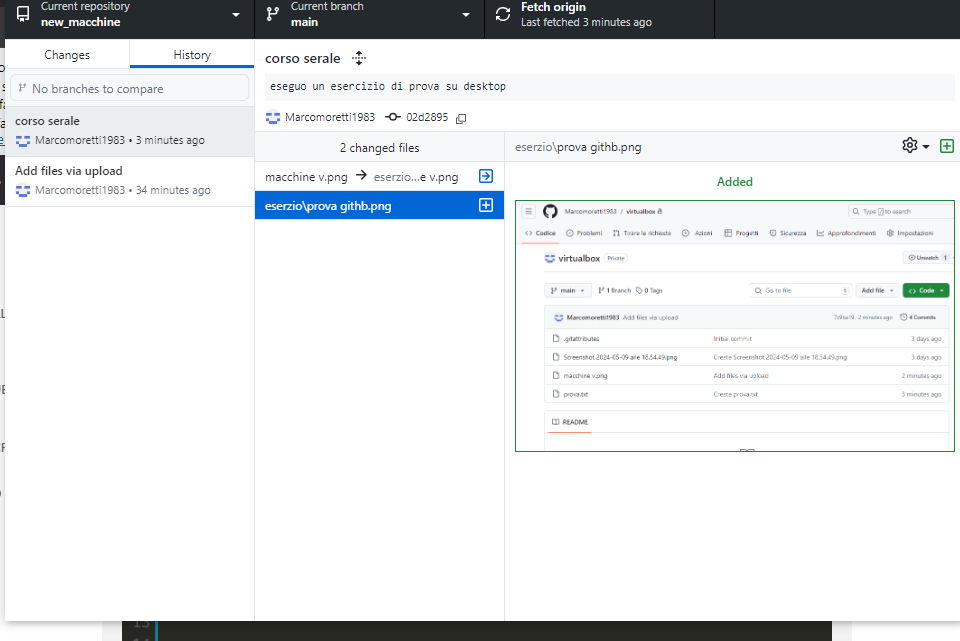 Current repository
new_macchine
Current branch
main
Fetch origin
Last fetched 3 minutes ago
Changes
History
No branches to compare
corso serale
Marcomoretti1983 • 3 minutes ago
Add files via upload
Marcomoretti1983 • 34 minutes ago
corso serale
eseguo un esercizio di prova su desktop
Marcomoretti1983 02d2895
2 changed files
macchine v.png → eserzio...e v.png
eserzio\prova githb.png
eserzio\prova githb.png
Added
Marcomoratti1983 / virtualbox
Type / to search
Codice
Problemi
Tirare le richieste
Azioni
Progetti
Sicurezza
Approfondimenti
Impostazioni
virtualbox Private
Unwatch 1
main
1 Branch
0 Tags
Go to file
Add file
Code
Marcomoretti1983 Add files via upload
2 minutes ago
4 Commits
.gitattributes Initial commit 3 days ago
Screenshot 2024-05-09 alle 18.54.49.png Create Screenshot 2024-05-09 alle 18.54.49.png 3 days ago
macchine v.png Add files via upload 2 minutes ago
prova.txt Create prova.txt 3 minutes ago
README
13